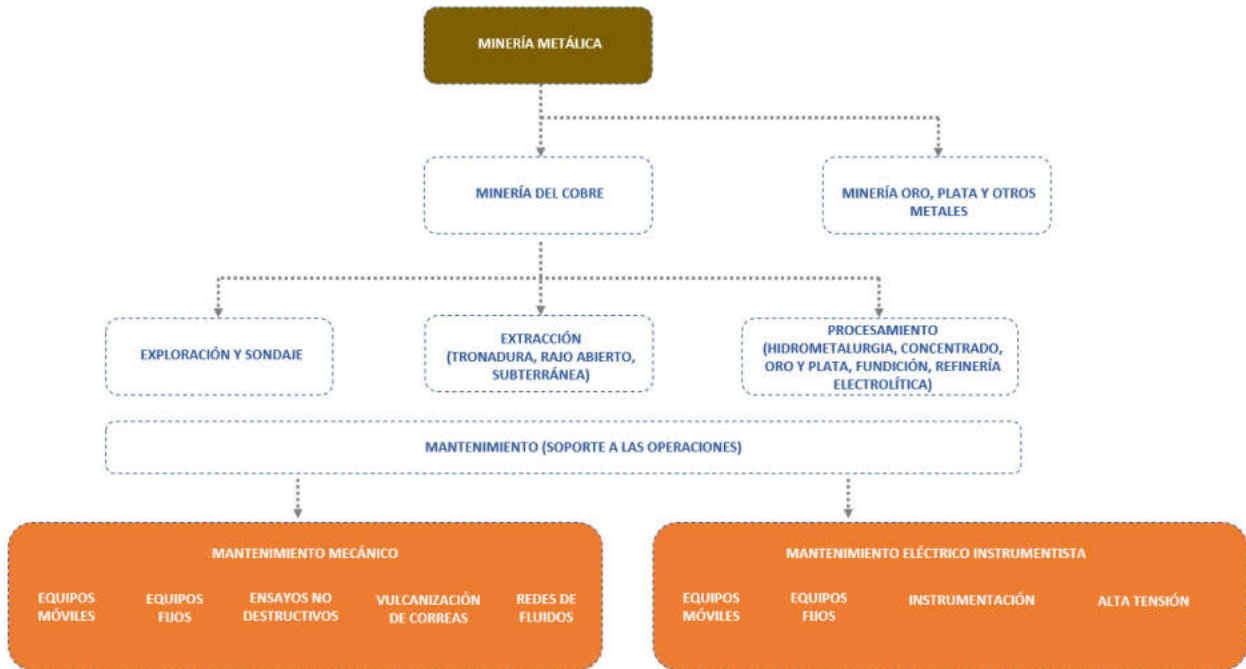 MINERÍA METÁLICA
MINERÍA DEL COBRE
MINERÍA ORO, PLATA Y OTROS
METALES
EXPLORACIÓN Y SONDAJE
EXTRACCIÓN
(TRONADURA, RAJO ABIERTO,
SUBTERRÁNEA)
PROCESAMIENTO
(HIDROMETALURGIA, CONCENTRADO,
ORO Y PLATA, FUNDICIÓN, REFINERÍA
ELECTROLÍTICA)
MANTENIMIENTO (SOPORTE A LAS OPERACIONES)
MANTENIMIENTO MECÁNICO
EQUIPOS
MÓVILES
EQUIPOS
FIJOS
ENSAYOS NO
DESTRUCTIVOS
VULCANIZACIÓN
DE CORREAS
REDES DE
FLUIDOS
MANTENIMIENTO ELÉCTRICO INSTRUMENTISTA
EQUIPOS
MÓVILES
EQUIPOS
FIJOS
INSTRUMENTACIÓN
ALTA TENSIÓN